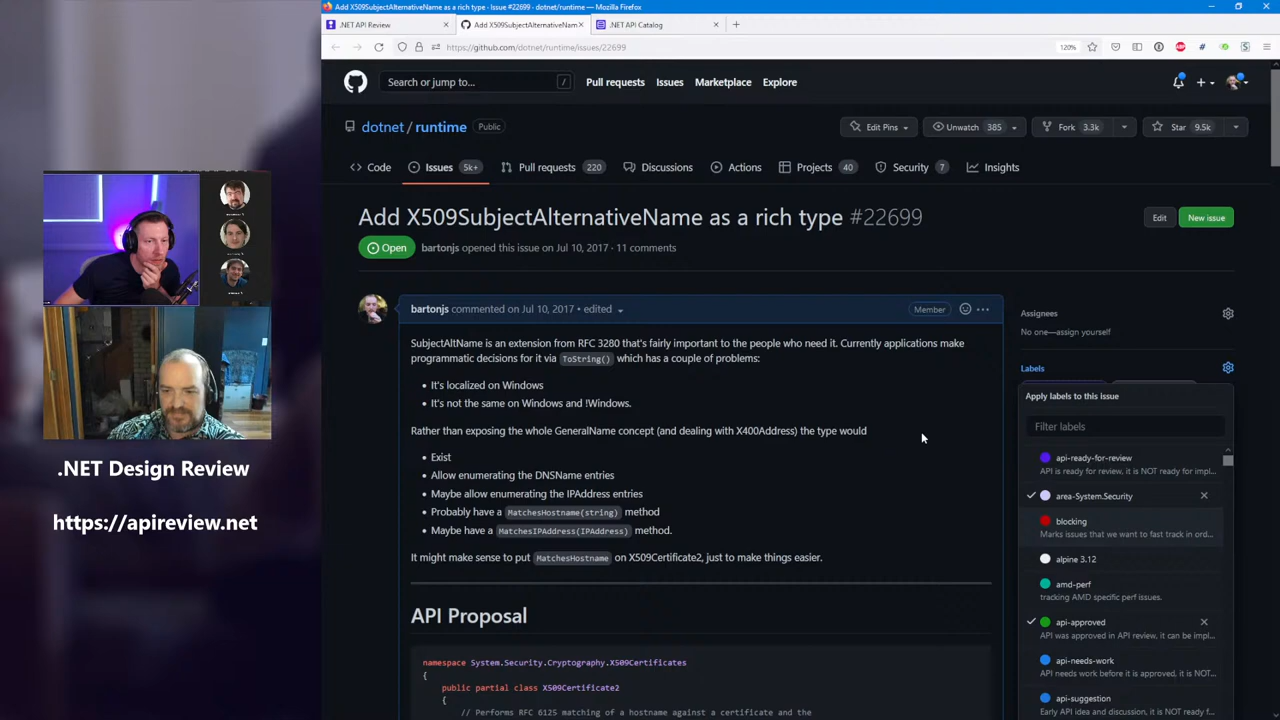 Add X509SubjectAlternativeName as a rich type · Issue #22699 · dotnet/runtime — Mozilla Firefox
.NET API Review
Add X509SubjectAlternativeNam
.NET API Catalog
https://github.com/dotnet/runtime/issues/22699
120%
Search or jump to...
/
Pull requests
Issues
Marketplace
Explore
dotnet / runtime
Public
Edit Pins
Unwatch 385
Fork 3.3k
Star 9.5k
Code
Issues 5k+
Pull requests 220
Discussions
Actions
Projects 40
Security 7
Insights
Add X509SubjectAlternativeName as a rich type #22699
Edit
New issue
Open
bartonjs opened this issue on Jul 10, 2017 · 11 comments
bartonjs commented on Jul 10, 2017 • edited
Member
SubjectAltName is an extension from RFC 3280 that's fairly important to the people who need it. Currently applications make
programmatic decisions for it via ToString() which has a couple of problems:
• It's localized on Windows
• It's not the same on Windows and !Windows.
Rather than exposing the whole GeneralName concept (and dealing with X400Address) the type would
• Exist
• Allow enumerating the DNSName entries
• Maybe allow enumerating the IPAddress entries
• Probably have a MatchesHostname(string) method
• Maybe have a MatchesIPAddress(IPAddress) method.
It might make sense to put MatchesHostname on X509Certificate2, just to make things easier.
API Proposal
namespace System.Security.Cryptography.X509Certificates
{
public partial class X509Certificate2
{
// Performs RFC 6125 matching of a hostname against a certificate and the
Assignees
No one—assign yourself
Labels
Apply labels to this issue
Filter labels
api-ready-for-review
API is ready for review, it is NOT ready for impl...
area-System.Security
blocking
Marks issues that we want to fast track in ord...
alpine 3.12
amd-perf
tracking AMD specific perf issues.
api-approved
API was approved in API review, it can be impl...
api-needs-work
API needs work before it is approved, it is NOT...
api-suggestion
Early API idea and discussion, it is NOT ready f...
.NET Design Review
https://apireview.net